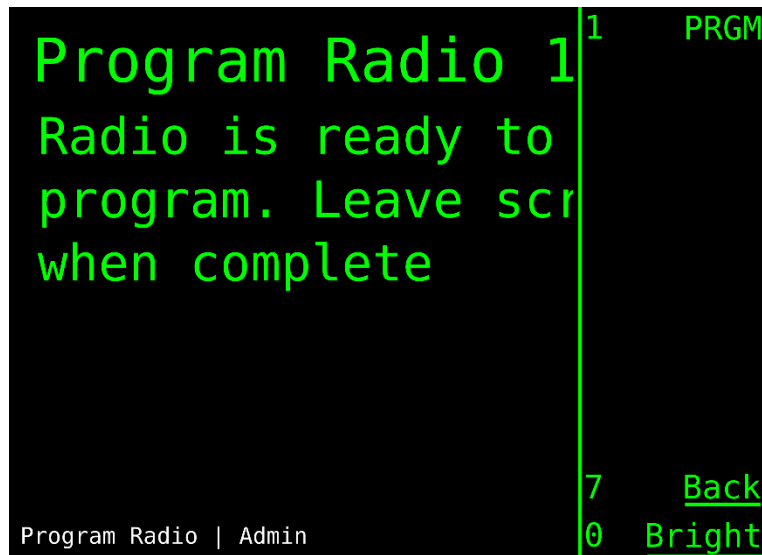 Program Radio 1
Radio is ready to
program. Leave scr
when complete
1 PRGM
7 Back
0 Bright
Program Radio | Admin